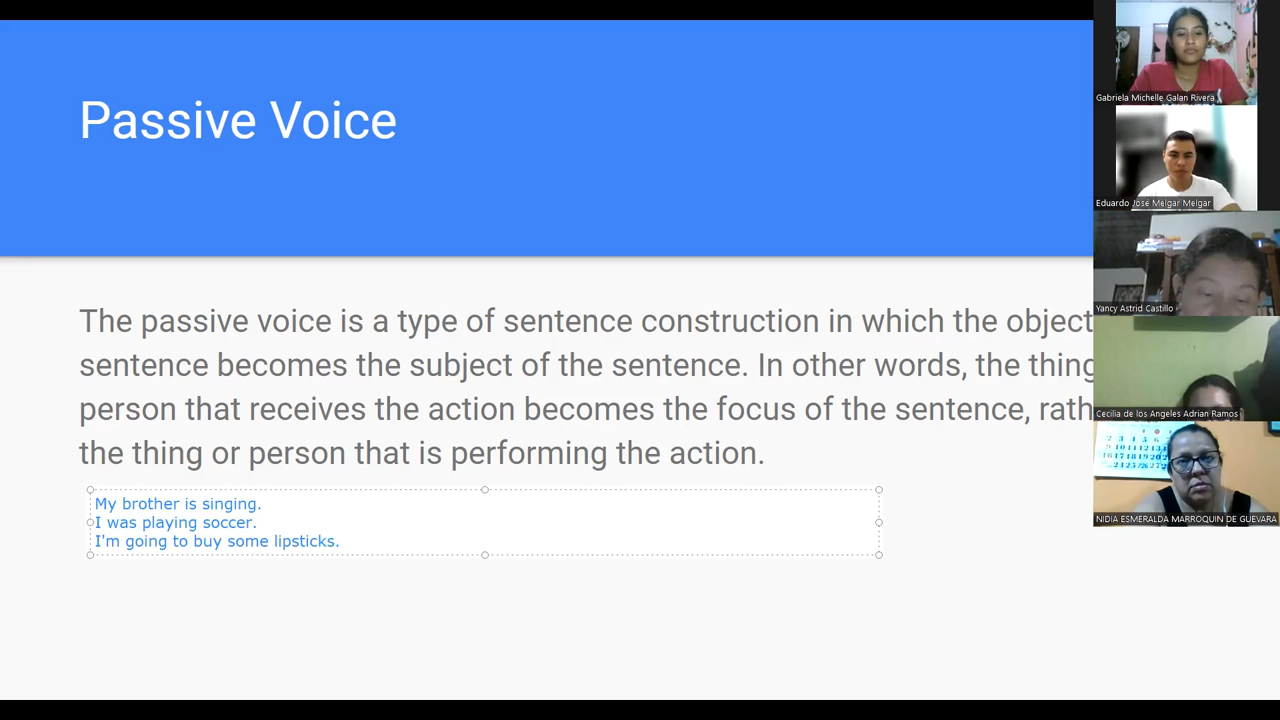 Passive Voice
The passive voice is a type of sentence construction in which the object
sentence becomes the subject of the sentence. In other words, the thing
person that receives the action becomes the focus of the sentence, rath
the thing or person that is performing the action.
My brother is singing.
I was playing soccer.
I'm going to buy some lipsticks.
Gabriela Michelle Galan Rivera
Eduardo José Melgar Melgar
Yancy Astrid Castillo
Cecilia de los Angeles Adrian Ramos
NIDIA ESMERALDA MARROQUIN DE GUEVARA